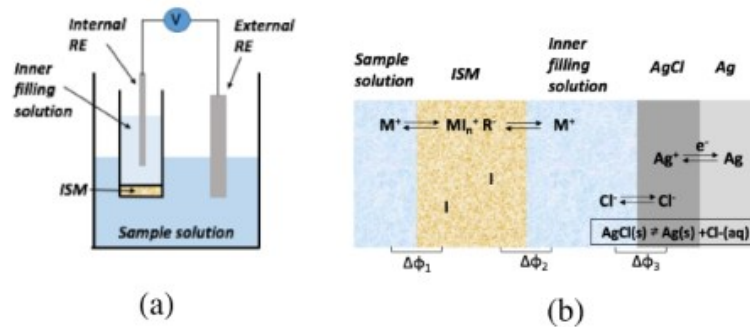 V
Internal
RE
External
RE
Inner
filling
solution
ISM
Sample solution
(a)
Sample
solution
ISM
Inner
filling
solution
AgCl
Ag
M⁺ MIₙ⁺ R⁻ M⁺
e⁻
Ag⁺ Ag
I
I
Cl⁻ Cl⁻
AgCl(s) ⇌ Ag(s) +Cl-(aq)
Δϕ₁ Δϕ₂ Δϕ₃
(b)